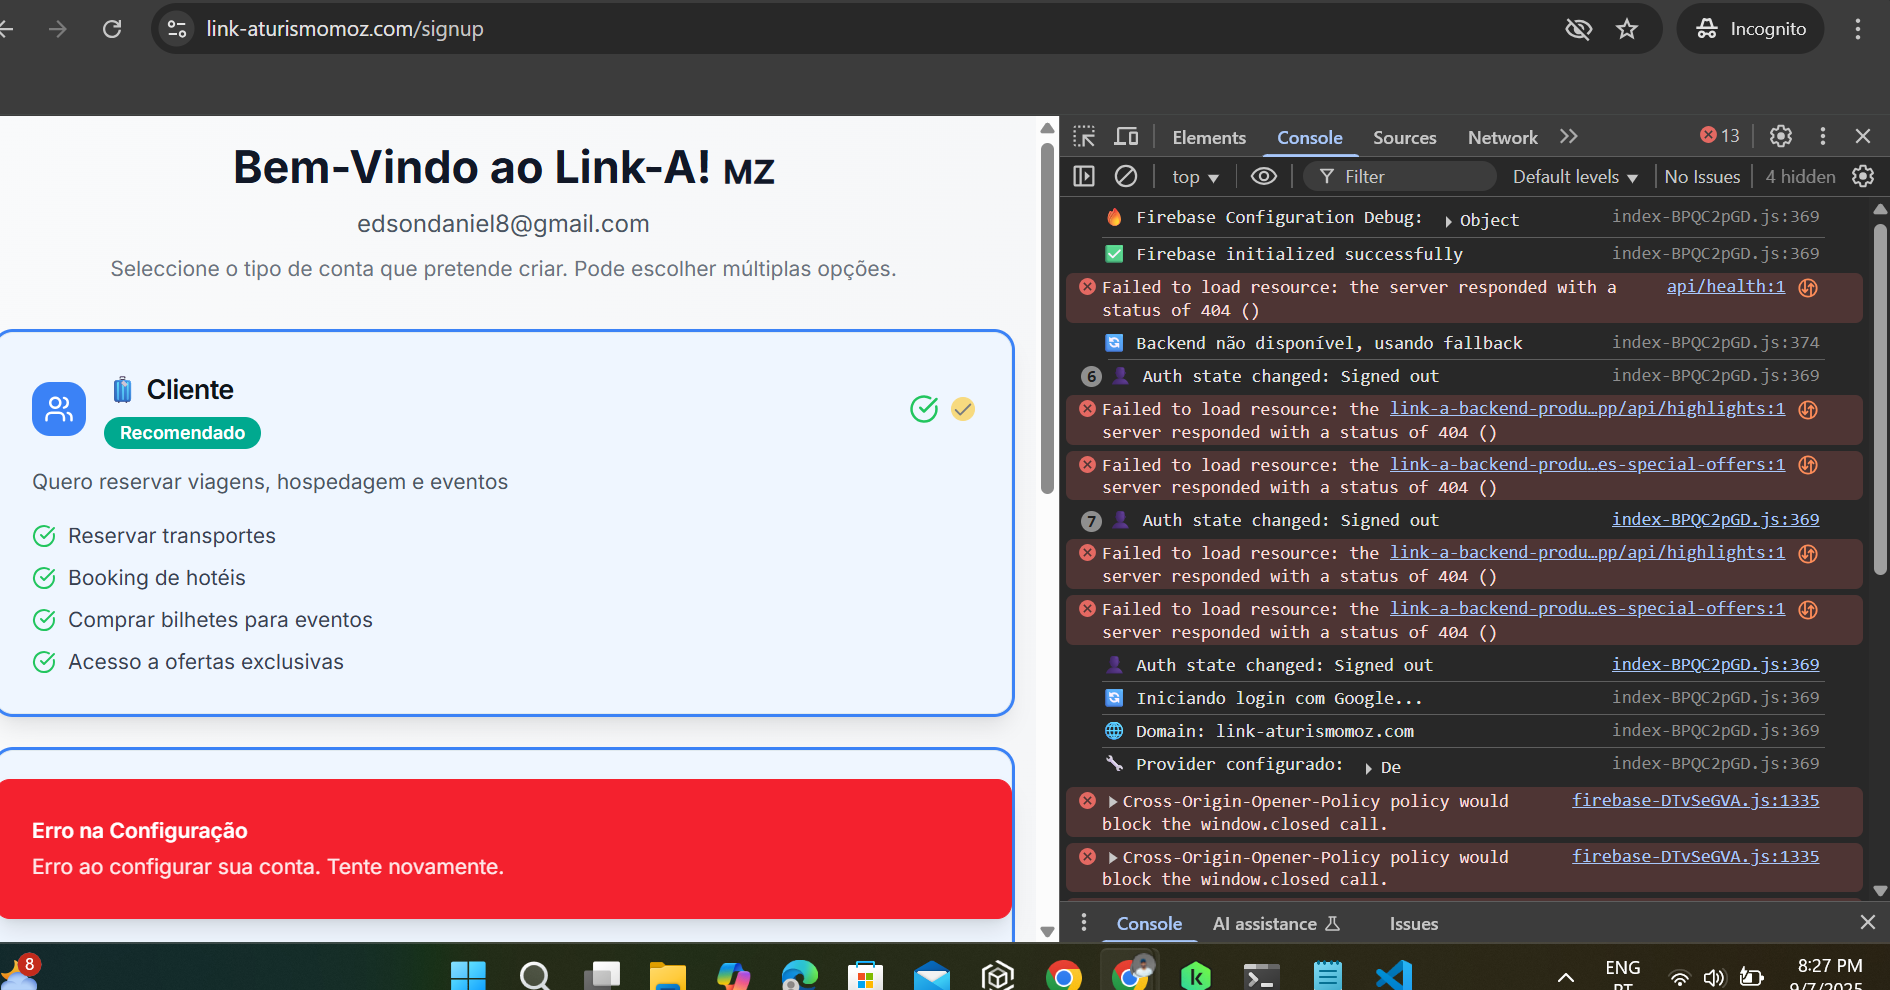 link-aturismomoz.com/signup
Incognito
Bem-Vindo ao Link-A! MZ
edsondaniel8@gmail.com
Seleccione o tipo de conta que pretende criar. Pode escolher múltiplas opções.
Cliente
Recomendado
Quero reservar viagens, hospedagem e eventos
Reservar transportes
Booking de hotéis
Comprar bilhetes para eventos
Acesso a ofertas exclusivas
Erro na Configuração
Erro ao configurar sua conta. Tente novamente.
Elements Console Sources Network 13
top Filter Default levels No Issues 4 hidden
Firebase Configuration Debug: Object index-BPQC2pGD.js:369
Firebase initialized successfully index-BPQC2pGD.js:369
Failed to load resource: the server responded with a api/health:1
status of 404 ()
Backend não disponível, usando fallback index-BPQC2pGD.js:374
6 Auth state changed: Signed out index-BPQC2pGD.js:369
Failed to load resource: the link-a-backend-produ…pp/api/highlights:1
server responded with a status of 404 ()
Failed to load resource: the link-a-backend-produ…es-special-offers:1
server responded with a status of 404 ()
7 Auth state changed: Signed out index-BPQC2pGD.js:369
Failed to load resource: the link-a-backend-produ…pp/api/highlights:1
server responded with a status of 404 ()
Failed to load resource: the link-a-backend-produ…es-special-offers:1
server responded with a status of 404 ()
Auth state changed: Signed out index-BPQC2pGD.js:369
Iniciando login com Google... index-BPQC2pGD.js:369
Domain: link-aturismomoz.com index-BPQC2pGD.js:369
Provider configurado: De index-BPQC2pGD.js:369
Cross-Origin-Opener-Policy policy would firebase-DTvSeGVA.js:1335
block the window.closed call.
Cross-Origin-Opener-Policy policy would firebase-DTvSeGVA.js:1335
block the window.closed call.
Console AI assistance Issues
8
ENG
PT
8:27 PM
9/7/2025